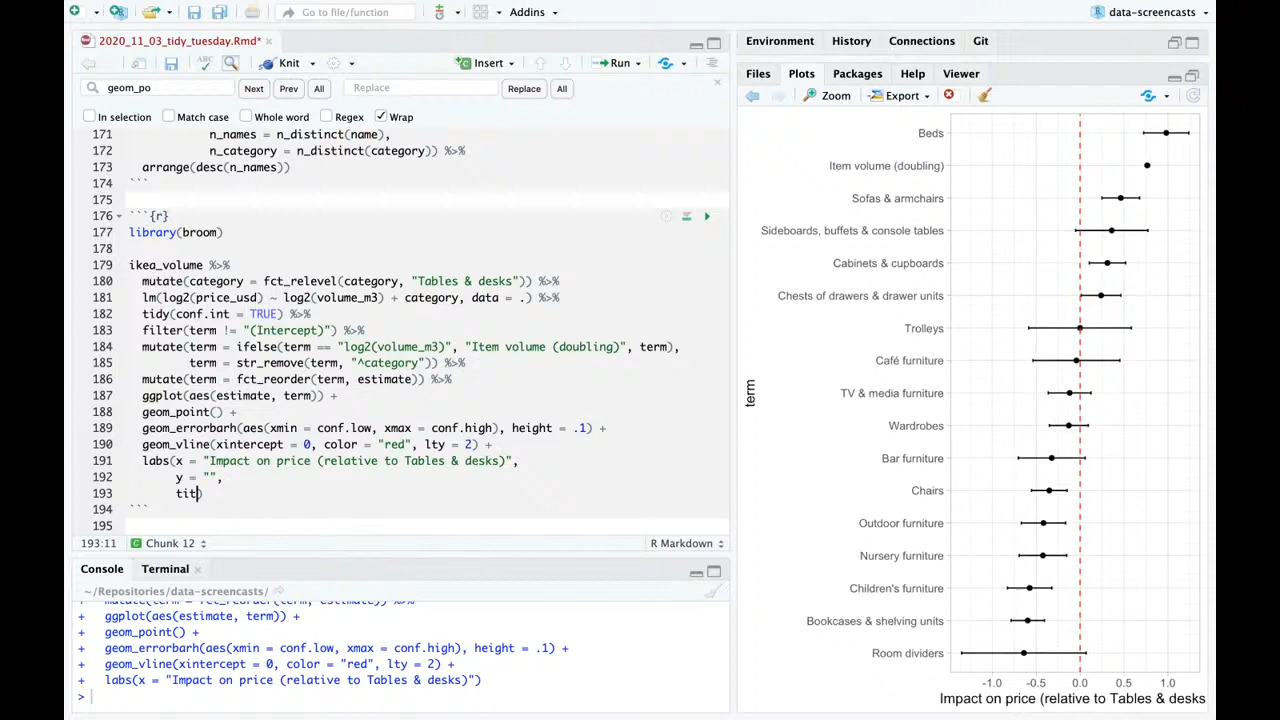 Go to file/function
Addins
data-screencasts
2020_11_03_tidy_tuesday.Rmd*
Knit
Insert
Run
geom_po
Next
Prev
All
Replace
Replace
All
In selection
Match case
Whole word
Regex
Wrap
171 n_names = n_distinct(name),
172 n_category = n_distinct(category)) %>%
173 arrange(desc(n_names))
174 ```
175
176 ```{r}
177 library(broom)
178
179 ikea_volume %>%
180 mutate(category = fct_relevel(category, "Tables & desks")) %>%
181 lm(log2(price_usd) ~ log2(volume_m3) + category, data = .) %>%
182 tidy(conf.int = TRUE) %>%
183 filter(term != "(Intercept)") %>%
184 mutate(term = ifelse(term == "log2(volume_m3)", "Item volume (doubling)", term),
185 term = str_remove(term, "^category")) %>%
186 mutate(term = fct_reorder(term, estimate)) %>%
187 ggplot(aes(estimate, term)) +
188 geom_point() +
189 geom_errorbarh(aes(xmin = conf.low, xmax = conf.high), height = .1) +
190 geom_vline(xintercept = 0, color = "red", lty = 2) +
191 labs(x = "Impact on price (relative to Tables & desks)",
192 y = "",
193 tit)
194 ```
195
193:11
Chunk 12
R Markdown
Console
Terminal
~/Repositories/data-screencasts/
+ mutate(term = fct_reorder(term, estimate)) %>%
+ ggplot(aes(estimate, term)) +
+ geom_point() +
+ geom_errorbarh(aes(xmin = conf.low, xmax = conf.high), height = .1) +
+ geom_vline(xintercept = 0, color = "red", lty = 2) +
+ labs(x = "Impact on price (relative to Tables & desks)")
>
Environment
History
Connections
Git
Files
Plots
Packages
Help
Viewer
Zoom
Export
Beds
Item volume (doubling)
Sofas & armchairs
Sideboards, buffets & console tables
Cabinets & cupboards
Chests of drawers & drawer units
Trolleys
Café furniture
TV & media furniture
Wardrobes
Bar furniture
Chairs
Outdoor furniture
Nursery furniture
Children's furniture
Bookcases & shelving units
Room dividers
term
-1.0 -0.5 0.0 0.5 1.0
Impact on price (relative to Tables & desks